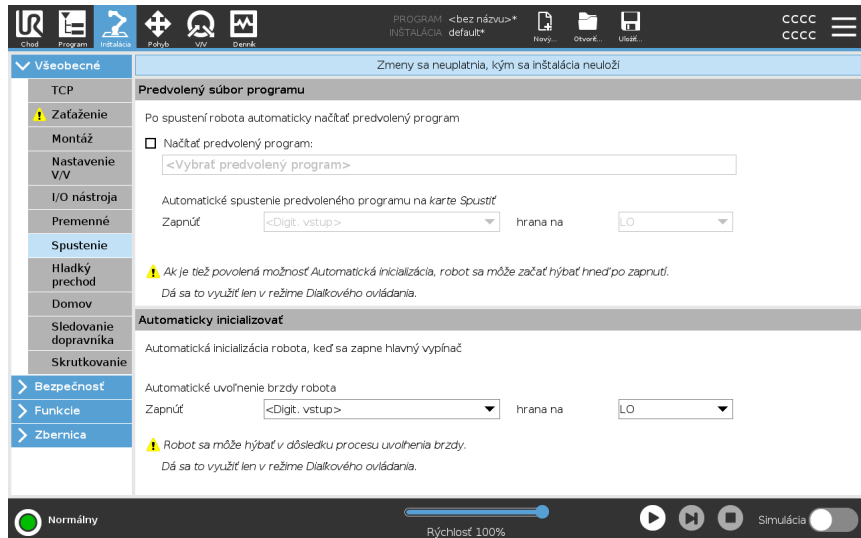 UR
Chod
Program
Inštalácia
Pohyb
V/V
Denník
PROGRAM <bez názvu>*
INŠTALÁCIA default*
Nový...
Otvoriť...
Uložiť...
CCCC
CCCC
Všeobecné
TCP
Zaťaženie
Montáž
Nastavenie
V/V
I/O nástroja
Premenné
Spustenie
Hladký
prechod
Domov
Sledovanie
dopravníka
Skrutkovanie
Bezpečnosť
Funkcie
Zbernica
Zmeny sa neuplatnia, kým sa inštalácia neuloží
Predvolený súbor programu
Po spustení robota automaticky načítať predvolený program
Načítať predvolený program:
<Vybrať predvolený program>
Automatické spustenie predvoleného programu na karte Spustiť
Zapnúť <Digit. vstup> hrana na LO
Ak je tiež povolená možnosť Automatická inicializácia, robot sa môže začať hýbať hneď po zapnutí.
Dá sa to využiť len v režime Diaľkového ovládania.
Automaticky inicializovať
Automatická inicializácia robota, keď sa zapne hlavný vypínač
Automatické uvoľnenie brzdy robota
Zapnúť <Digit. vstup> hrana na LO
Robot sa môže hýbať v dôsledku procesu uvoľnenia brzdy.
Dá sa to využiť len v režime Diaľkového ovládania.
Normálny
Rýchlosť 100%
Simulácia